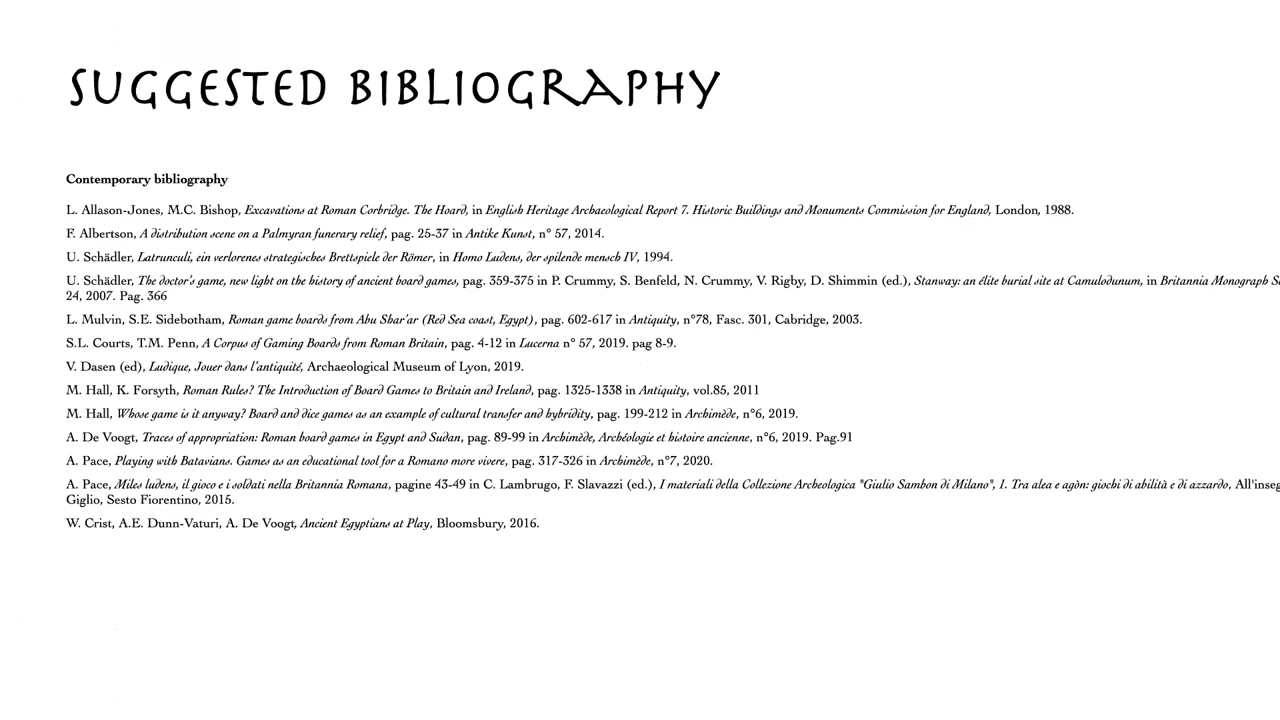 SUGGESTED BIBLIOGRAPHY
Contemporary bibliography
L. Allason-Jones, M.C. Bishop, Excavations at Roman Corbridge. The Hoard, in English Heritage Archaeological Report 7. Historic Buildings and Monuments Commission for England, London, 1988.
F. Albertson, A distribution scene on a Palmyran funerary relief, pag. 25-37 in Antike Kunst, n° 57, 2014.
U. Schädler, Latrunculi, ein verlorenes strategisches Brettspiele der Römer, in Homo Ludens, der spilende mensch IV, 1994.
U. Schädler, The doctor's game, new light on the history of ancient board games, pag. 359-375 in P. Crummy, S. Benfeld, N. Crummy, V. Rigby, D. Shimmin (ed.), Stanway: an élite burial site at Camulodunum, in Britannia Monograph
24, 2007. Pag. 366
L. Mulvin, S.E. Sidebotham, Roman game boards from Abu Shar'ar (Red Sea coast, Egypt), pag. 602-617 in Antiquity, n°78, Fasc. 301, Cabridge, 2003.
S.L. Courts, T.M. Penn, A Corpus of Gaming Boards from Roman Britain, pag. 4-12 in Lucerna n° 57, 2019. pag 8-9.
V. Dasen (ed), Ludique, Jouer dans l'antiquité, Archaeological Museum of Lyon, 2019.
M. Hall, K. Forsyth, Roman Rules? The Introduction of Board Games to Britain and Ireland, pag. 1325-1338 in Antiquity, vol.85, 2011
M. Hall, Whose game is it anyway? Board and dice games as an example of cultural transfer and hybridity, pag. 199-212 in Archimède, n°6, 2019.
A. De Voogt, Traces of appropriation: Roman board games in Egypt and Sudan, pag. 89-99 in Archimède, Archéologie et histoire ancienne, n°6, 2019. Pag.91
A. Pace, Playing with Batavians. Games as an educational tool for a Romano more vivere, pag. 317-326 in Archimède, n°7, 2020.
A. Pace, Miles ludens, il gioco e i soldati nella Britannia Romana, pagine 43-49 in C. Lambrugo, F. Slavazzi (ed.), I materiali della Collezione Archeologica "Giulio Sambon di Milano", 1. Tra alea e agòn: giochi di abilità e di azzardo,
Giglio, Sesto Fiorentino, 2015.
W. Crist, A.E. Dunn-Vaturi, A. De Voogt, Ancient Egyptians at Play, Bloomsbury, 2016.